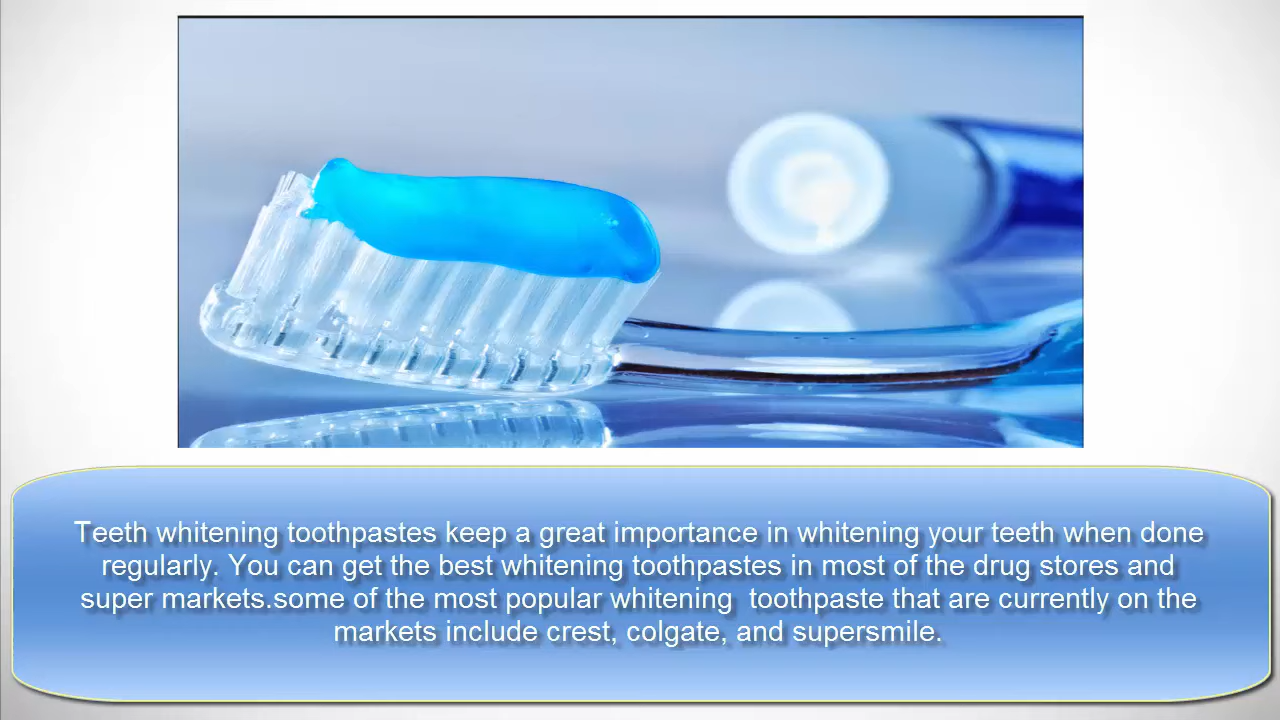 Teeth whitening toothpastes keep a great importance in whitening your teeth when done
regularly. You can get the best whitening toothpastes in most of the drug stores and
super markets.some of the most popular whitening  toothpaste that are currently on the
markets include crest, colgate, and supersmile.